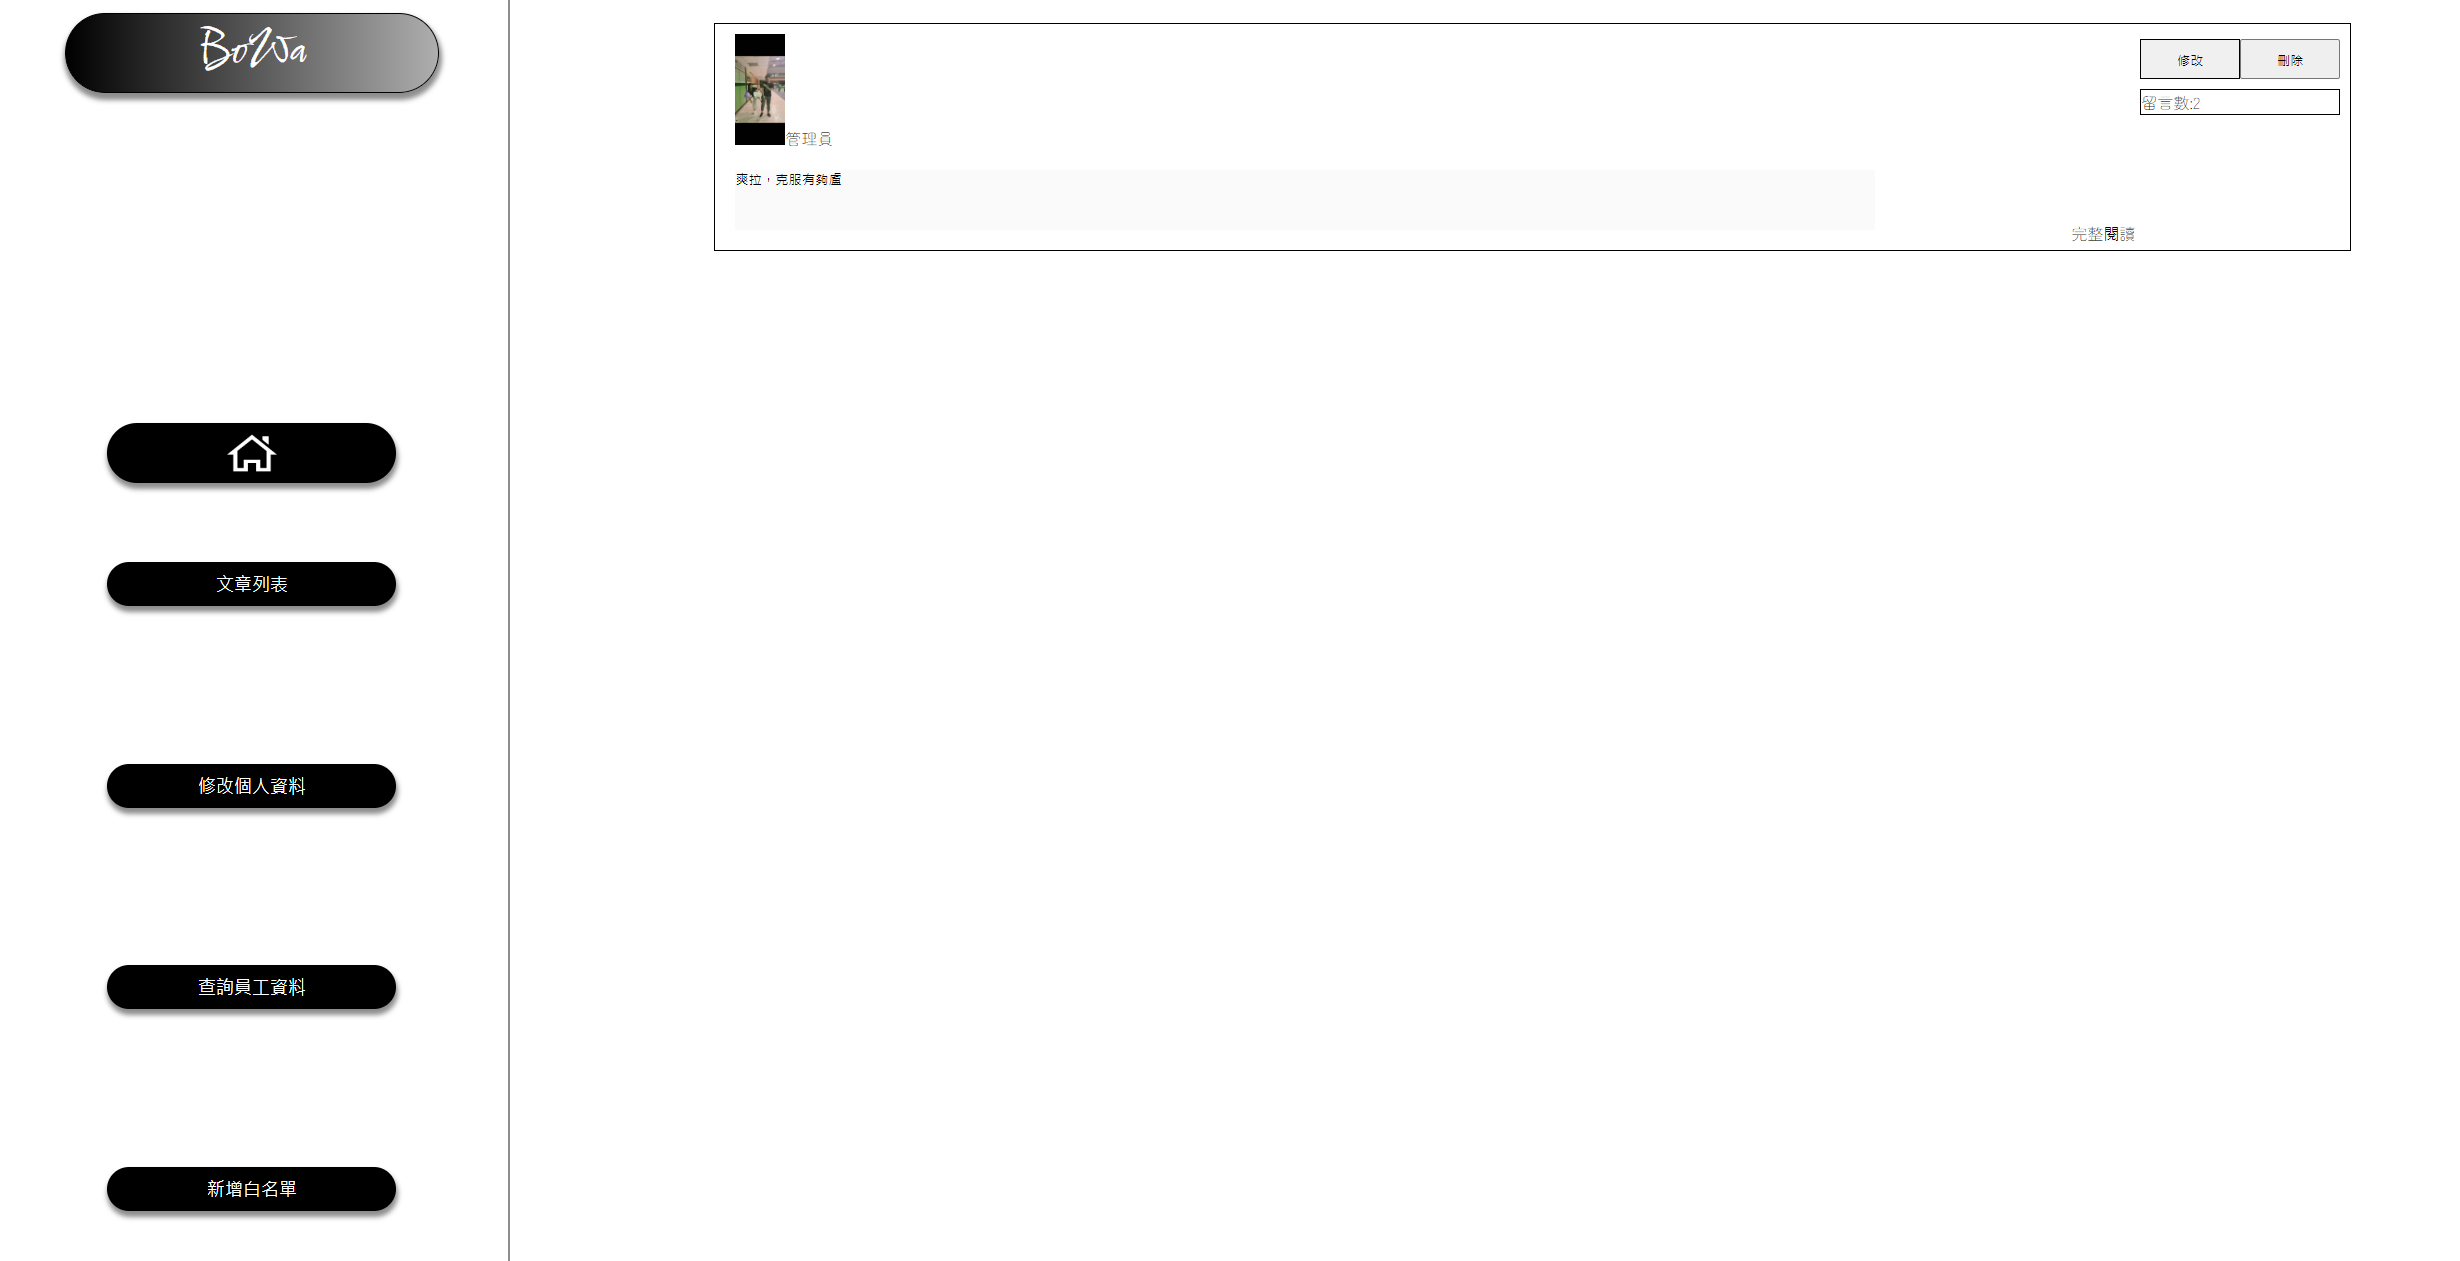 BoWa
文章列表
修改個人資料
查詢員工資料
新增白名單
管理員
爽拉，克服有夠盧
修改
刪除
留言數:2
完整閱讀